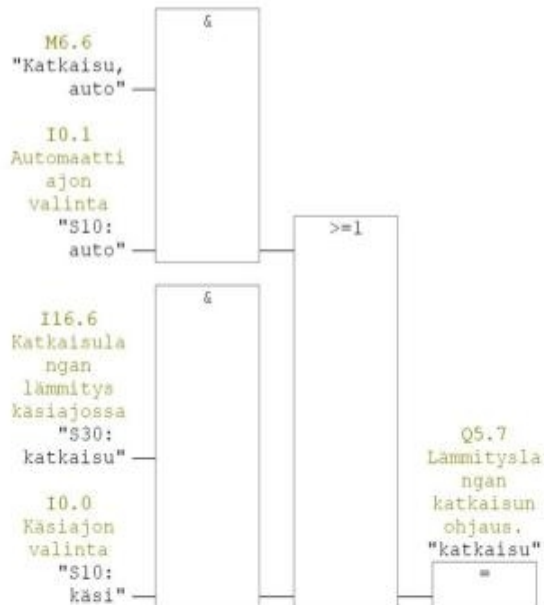 &
M6.6
"Katkaisu,
auto"
I0.1
Automaatti
ajon
valinta
"S10:
auto"
>=1
&
I16.6
Katkaisula
ngan
lämmitys
käsiajossa
"S30:
katkaisu"
I0.0
Käsiajon
valinta
"S10:
käsi"
Q5.7
Lämmitysla
ngan
katkaisun
ohjaus.
"katkaisu"
=